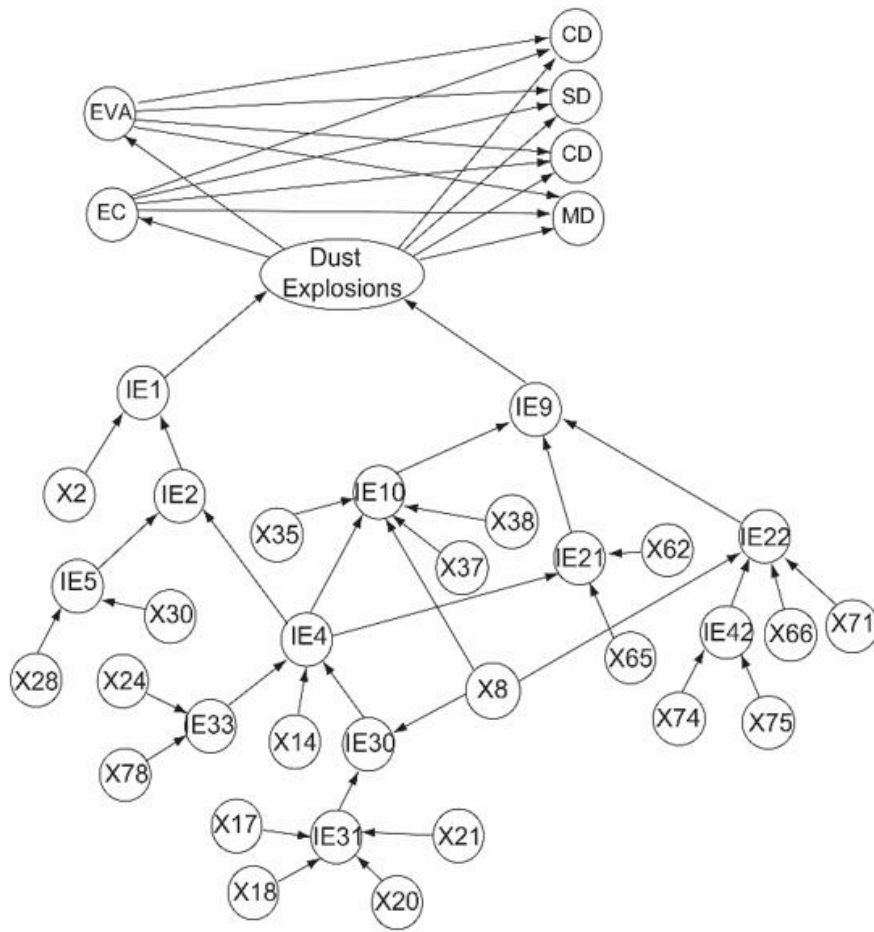 CD
EVA
SD
CD
EC
MD
Dust
Explosions
IE1
IE9
X2
IE2
IE10
X35
X38
X37
IE21
X62
IE22
IE5
X30
IE4
X65
IE42
X66
X71
X28
X24
X8
IE33
X14
IE30
X74
X75
X78
X17
IE31
X21
X18
X20